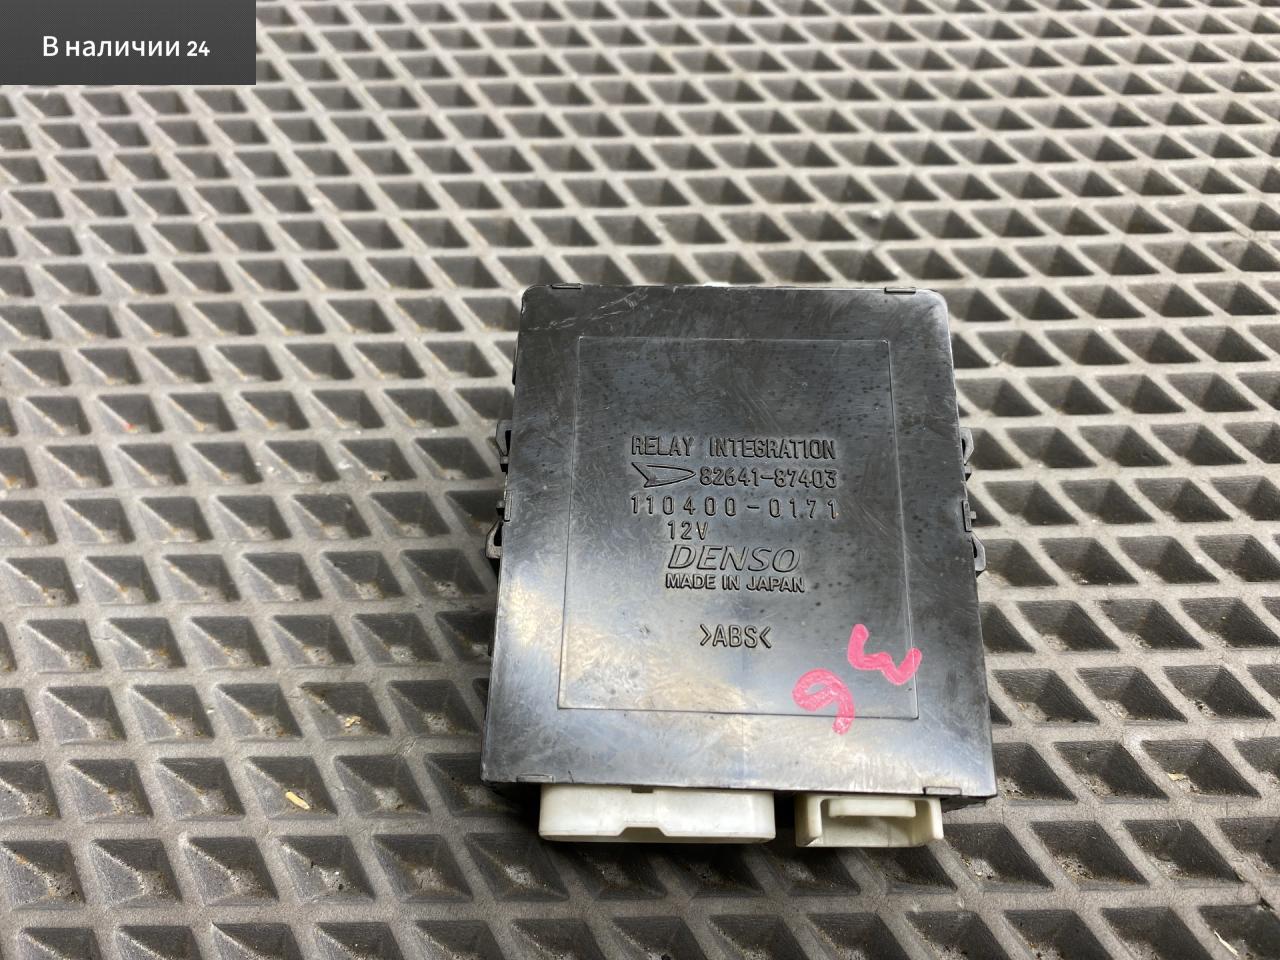 В наличии 24
RELAY INTEGRATION
82641-87403
110400-0171
12V
DENSO
MADE IN JAPAN
>ABS<